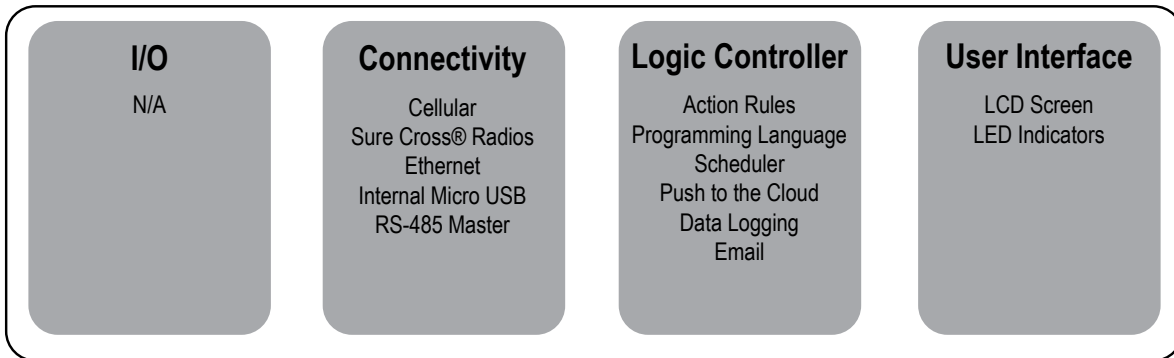 I/O
N/A
Connectivity
Cellular
Sure Cross® Radios
Ethernet
Internal Micro USB
RS-485 Master
Logic Controller
Action Rules
Programming Language
Scheduler
Push to the Cloud
Data Logging
Email
User Interface
LCD Screen
LED Indicators